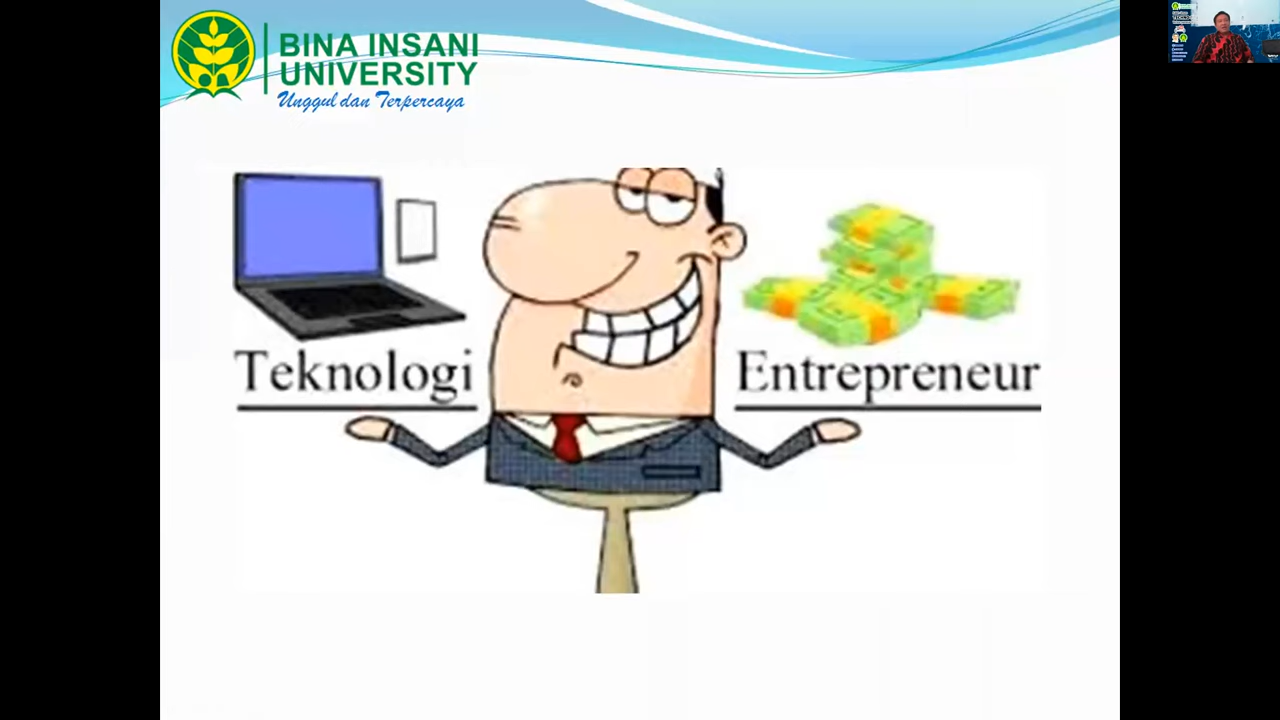 BINA INSANI
UNIVERSITY
Unggul dan Terpercaya
Teknologi
Entrepreneur